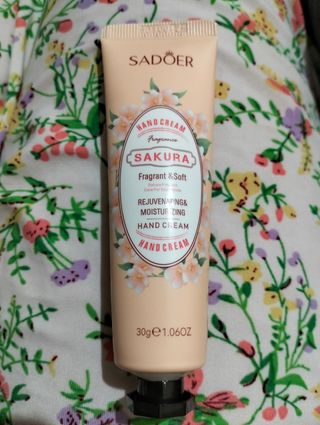 SADOER
HAND CREAM
Fragrance
SAKURA
Fragrant &Soft
REJUVENATING&
MOISTURIZING
HAND CREAM
HAND CREAM
30g℮1.06OZ